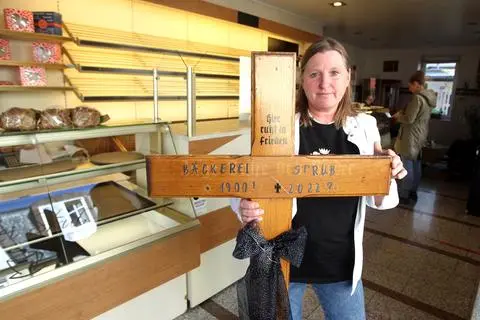 Hier
ruht in
Frieden
BÄCKEREI STRUB
* 1900! ✝ 2022?